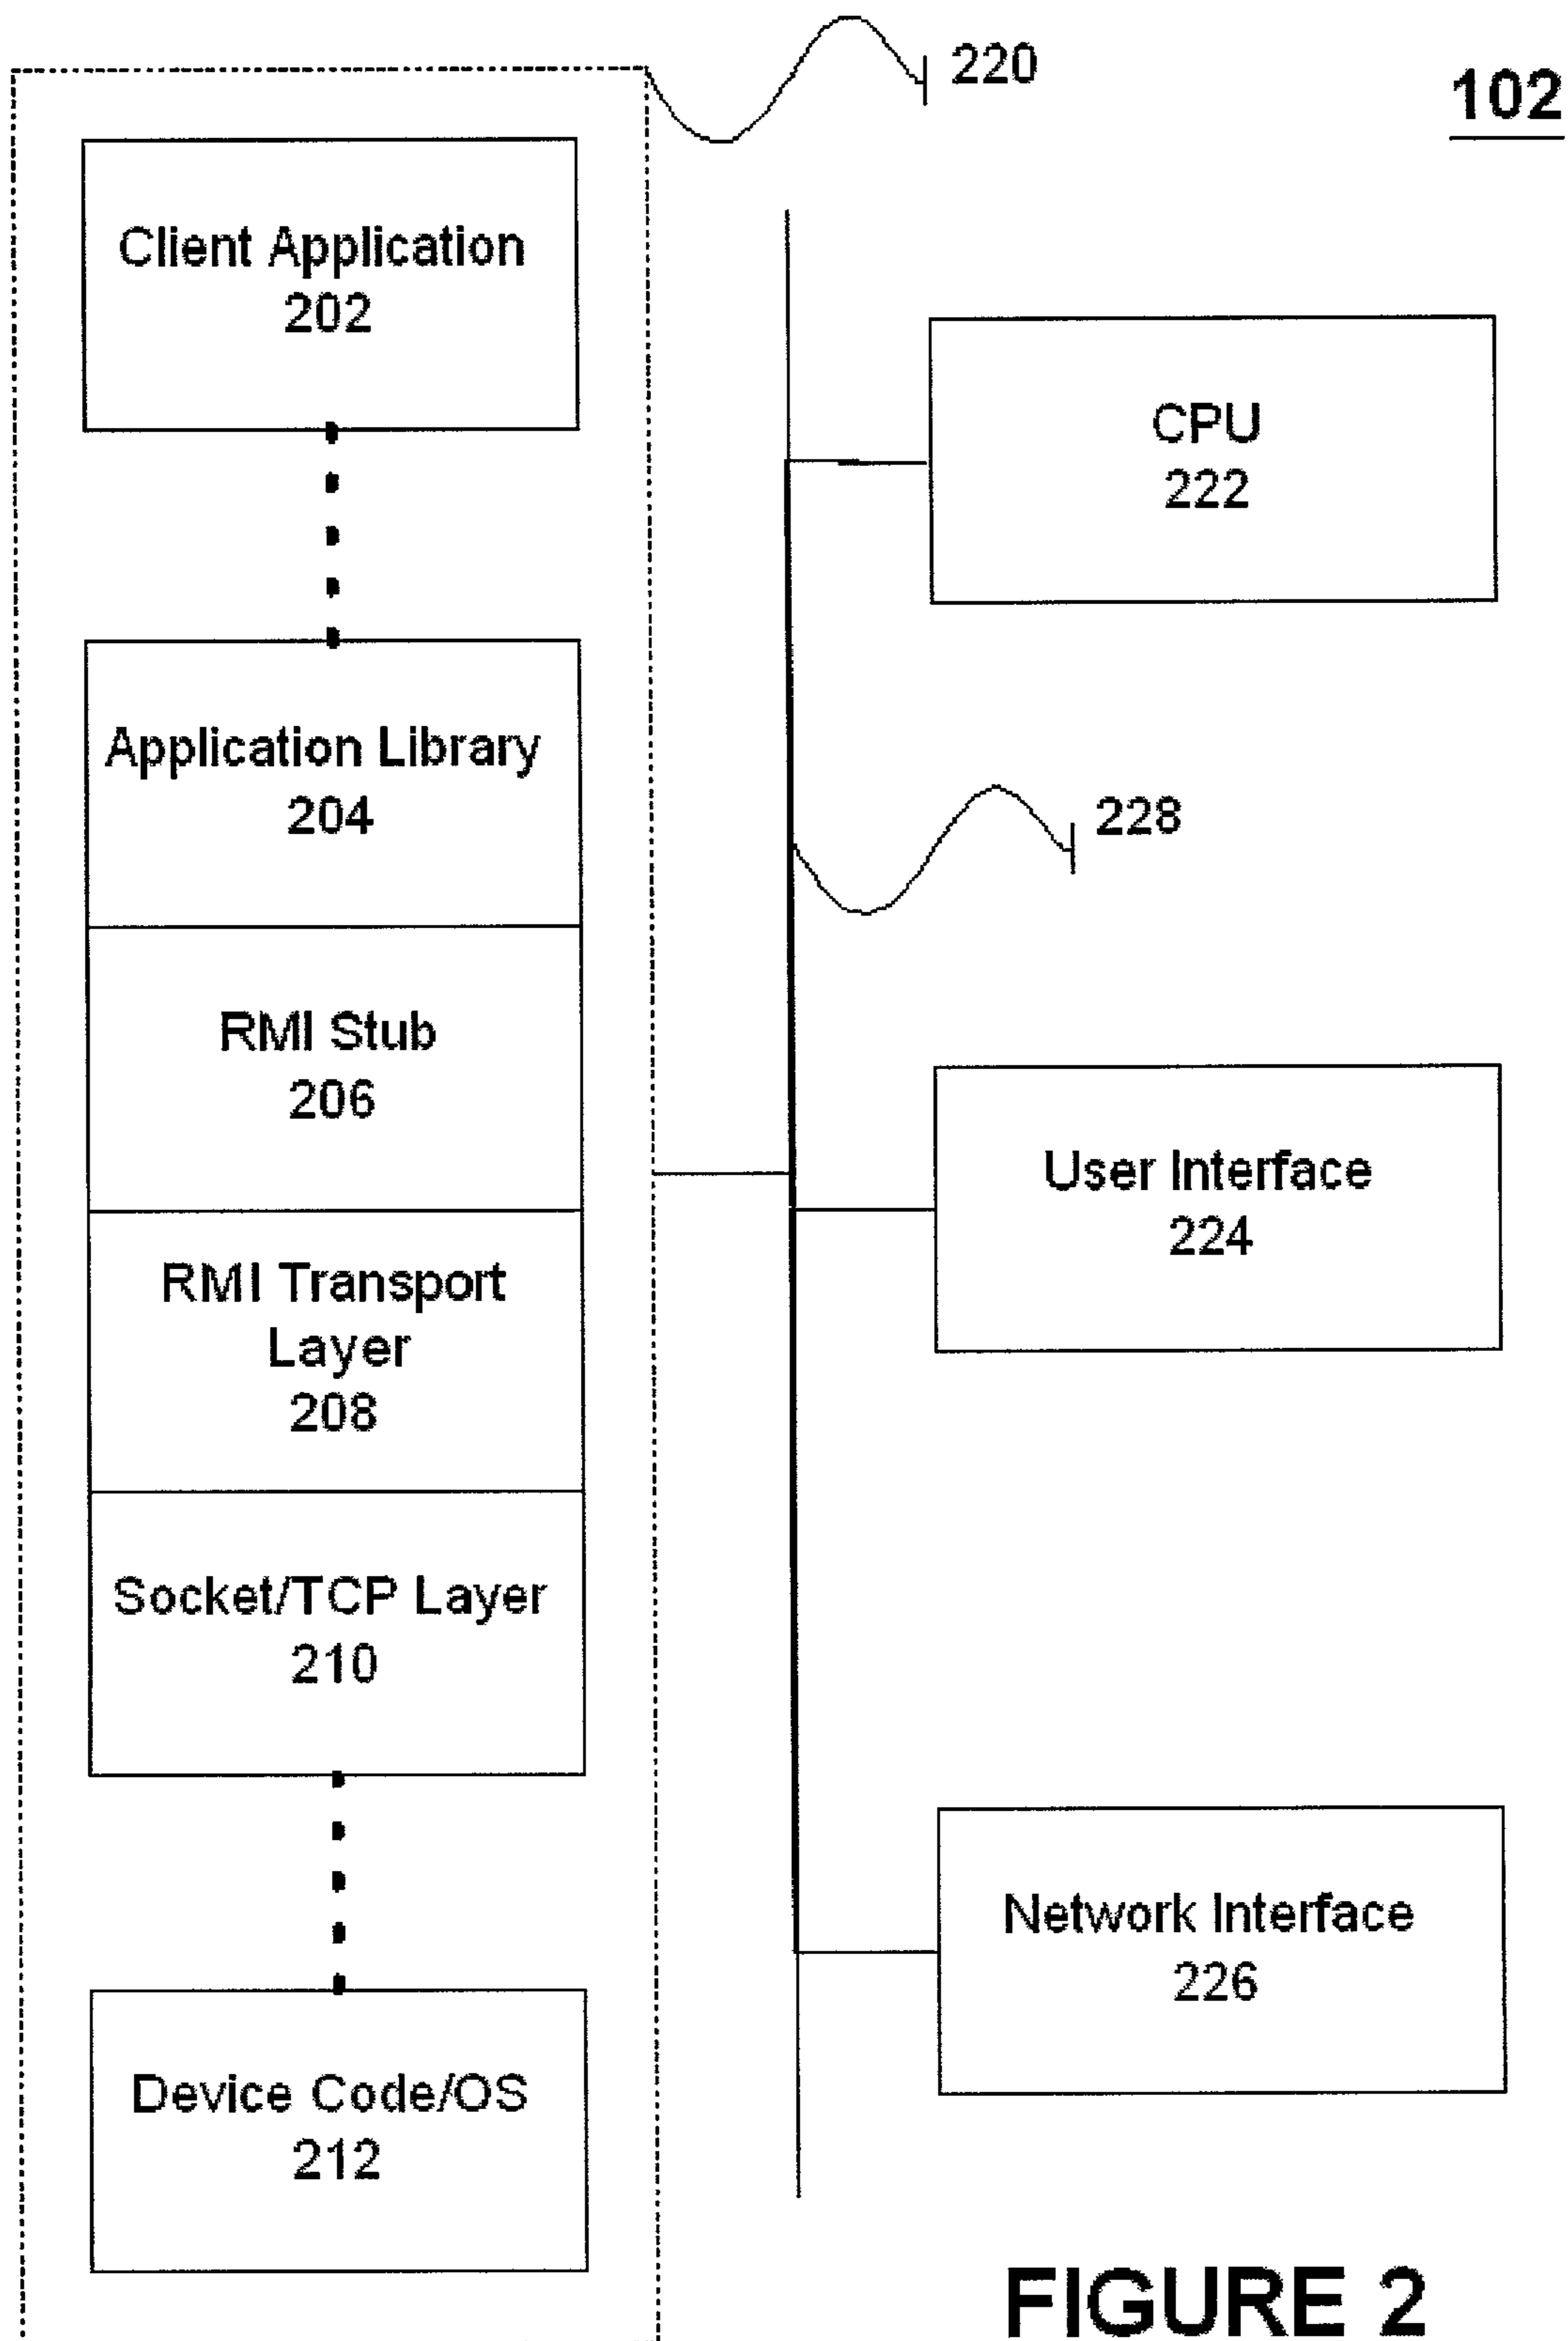 220
102
Client Application
202
CPU
222
Application Library
204
228
RMI Stub
206
User Interface
224
RMI Transport
Layer
208
Socket/TCP Layer
210
Network Interface
226
Device Code/OS
212
FIGURE 2